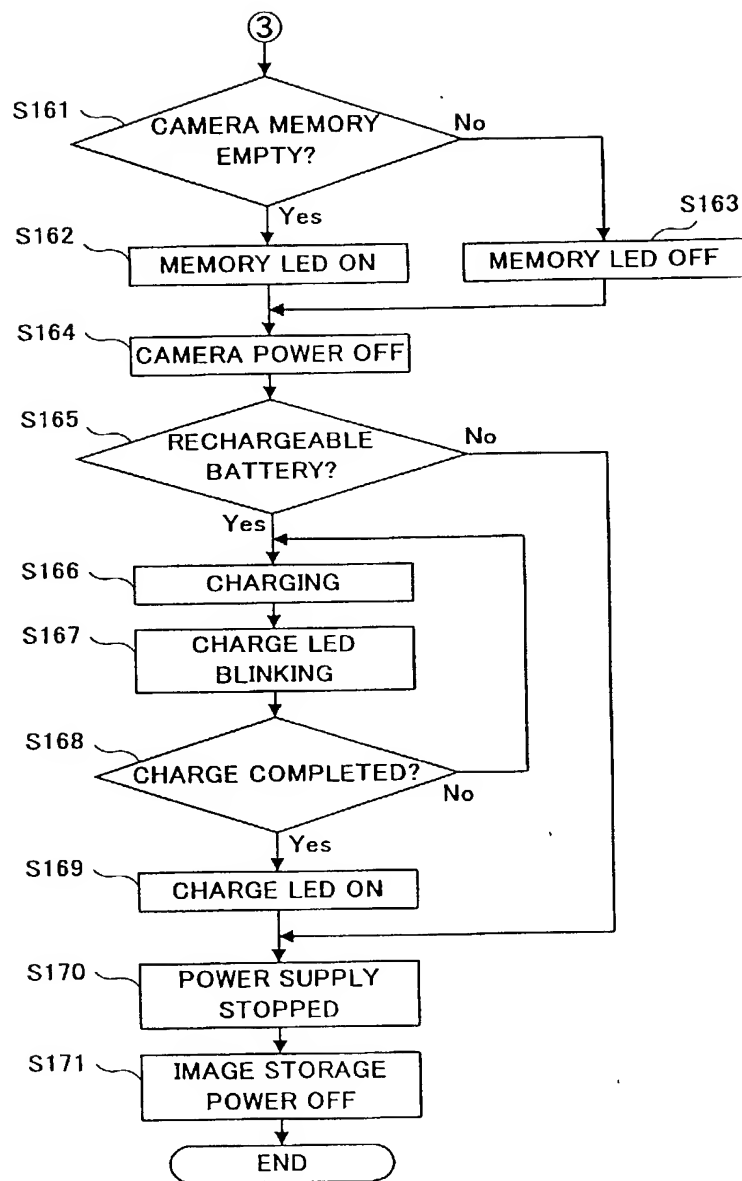 ③
S161
CAMERA MEMORY
EMPTY?
No
Yes
S162
MEMORY LED ON
S163
MEMORY LED OFF
S164
CAMERA POWER OFF
S165
RECHARGEABLE
BATTERY?
No
Yes
S166
CHARGING
S167
CHARGE LED
BLINKING
S168
CHARGE COMPLETED?
No
Yes
S169
CHARGE LED ON
S170
POWER SUPPLY
STOPPED
S171
IMAGE STORAGE
POWER OFF
END